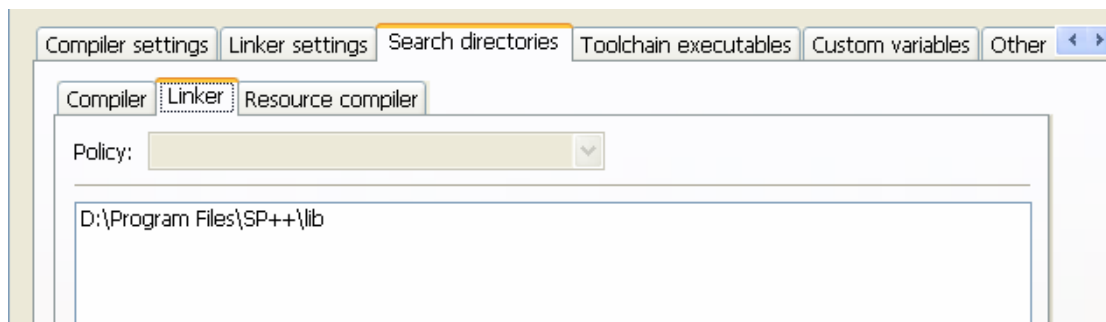 Compiler settings Linker settings Search directories Toolchain executables Custom variables Other
Compiler Linker Resource compiler
Policy:
D:\Program Files\SP++\lib